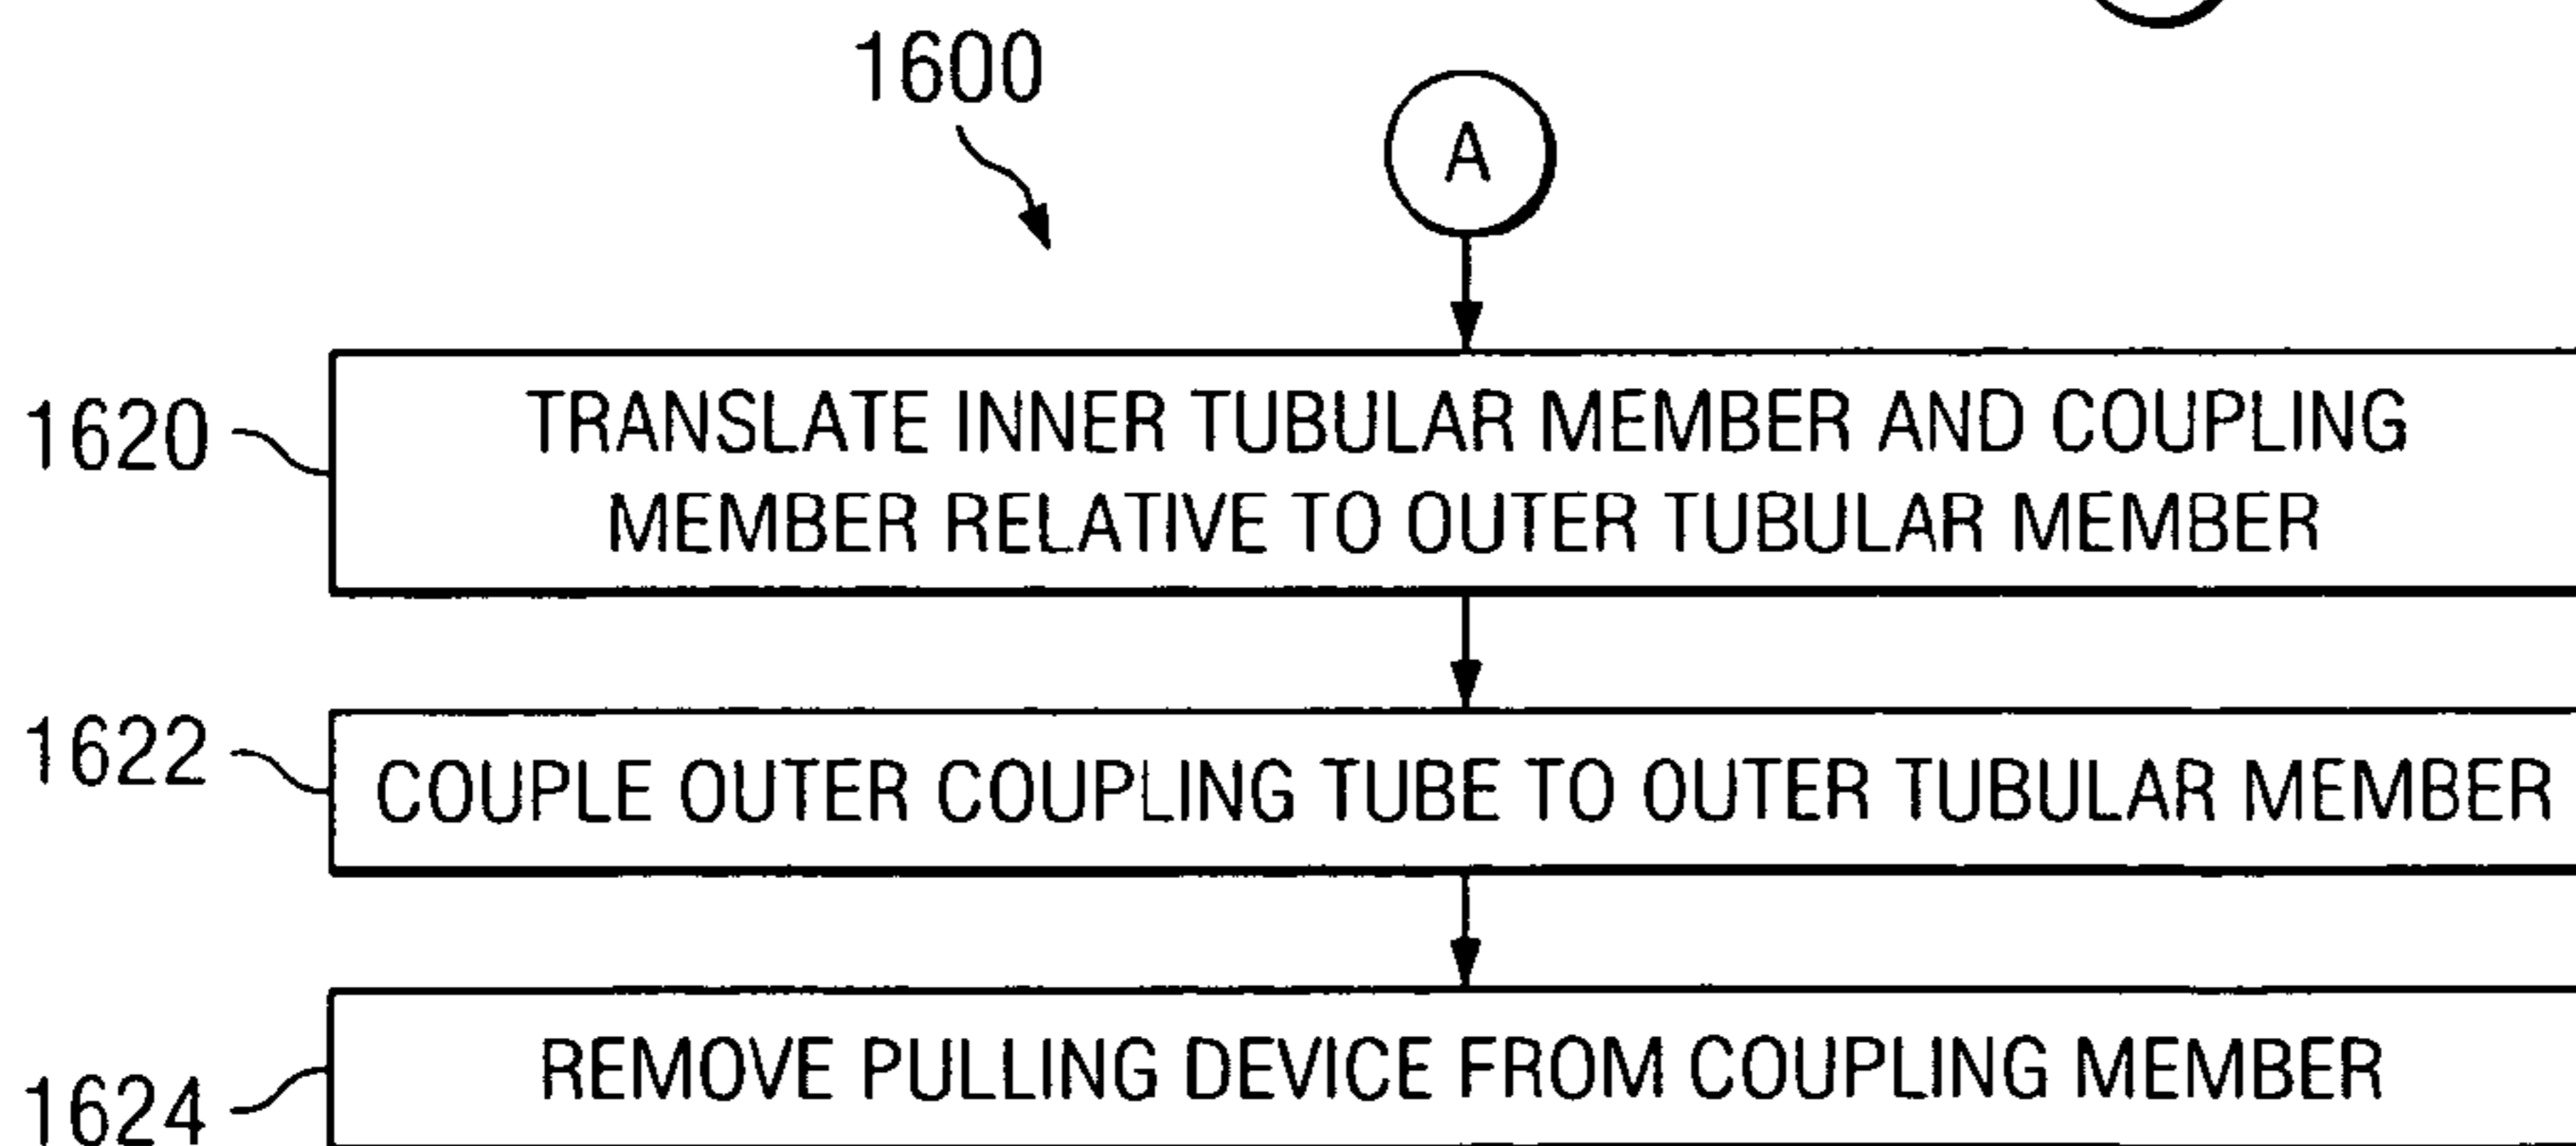 1600
A
1620
TRANSLATE INNER TUBULAR MEMBER AND COUPLING
MEMBER RELATIVE TO OUTER TUBULAR MEMBER
1622
COUPLE OUTER COUPLING TUBE TO OUTER TUBULAR MEMBER
1624
REMOVE PULLING DEVICE FROM COUPLING MEMBER